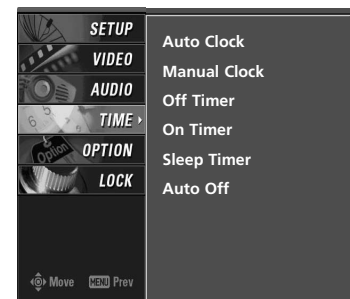 SETUP
VIDEO
AUDIO
TIME
OPTION
LOCK
Move MENU Prev
Auto Clock
Manual Clock
Off Timer
On Timer
Sleep Timer
Auto Off